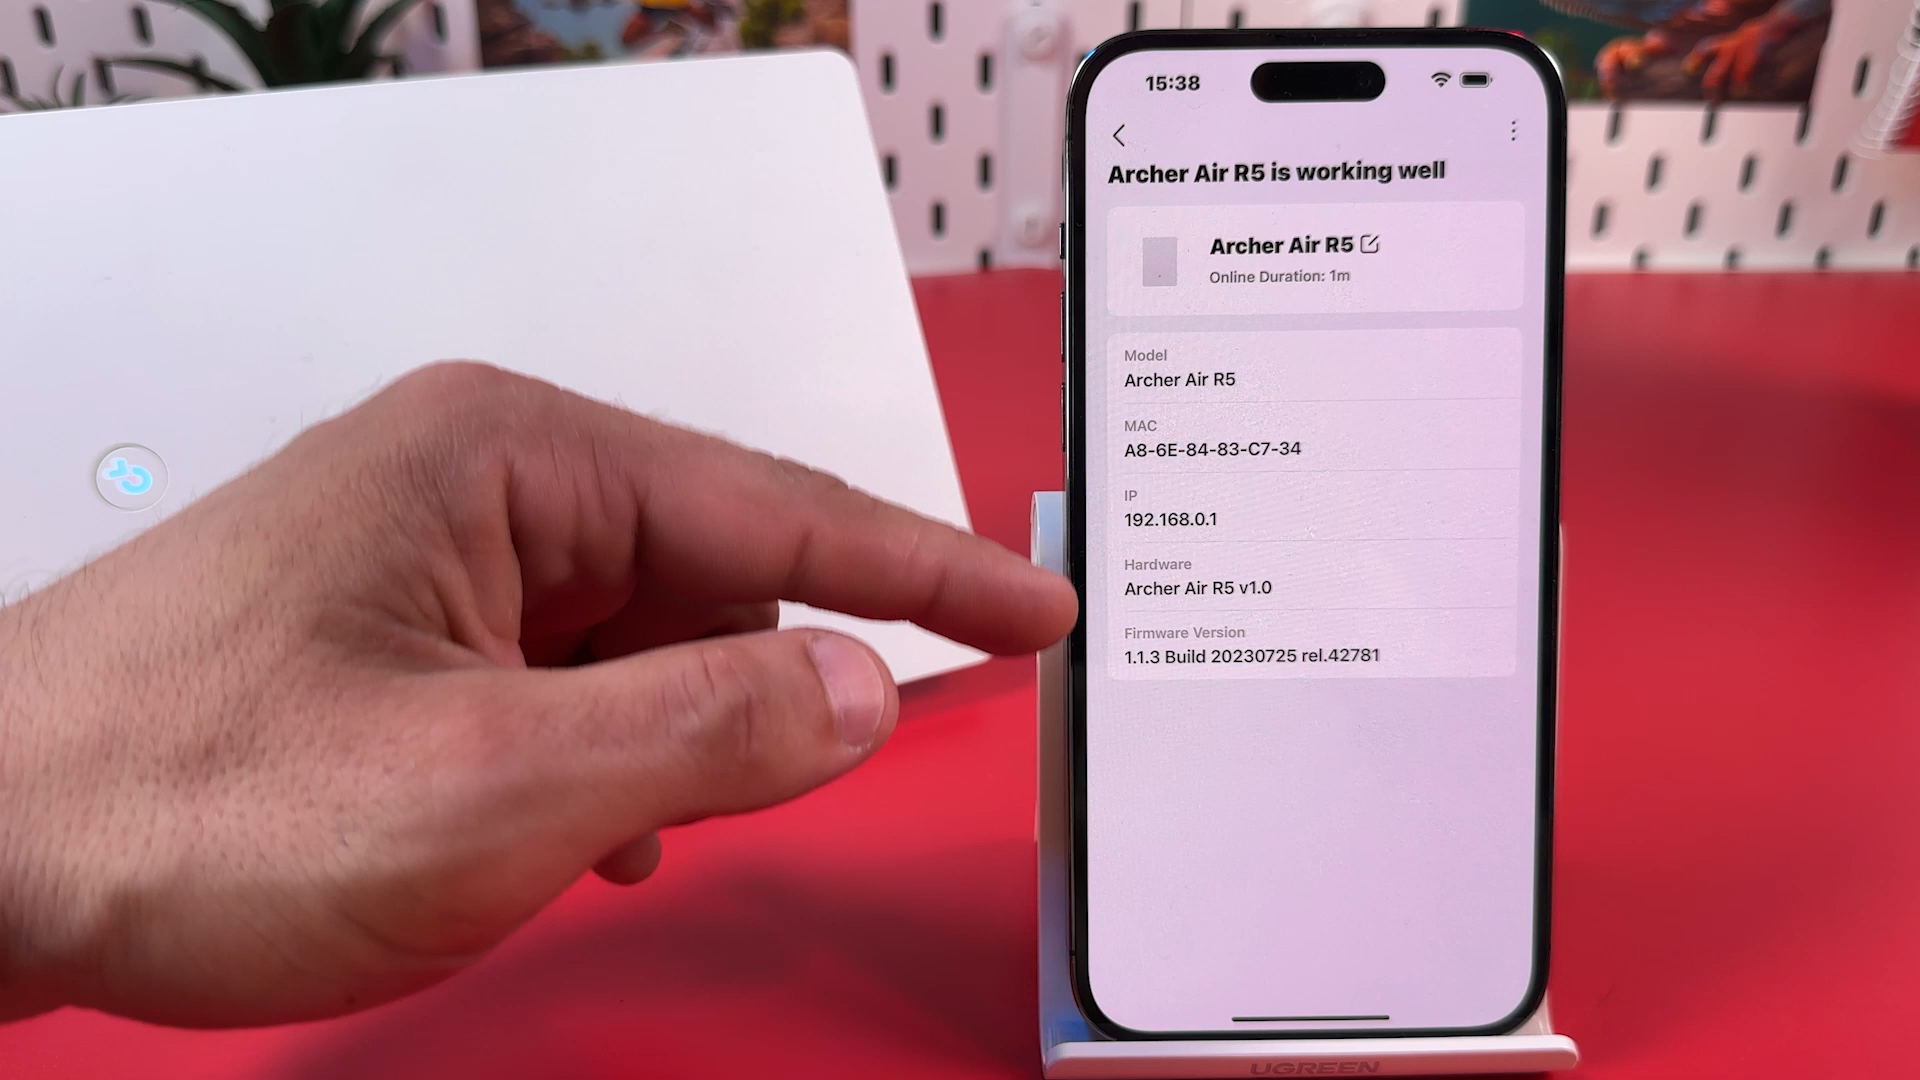 15:38
Archer Air R5 is working well
Archer Air R5
Online Duration: 1m
Model
Archer Air R5
MAC
A8-6E-84-83-C7-34
IP
192.168.0.1
Hardware
Archer Air R5 v1.0
Firmware Version
1.1.3 Build 20230725 rel.42781
UGREEN